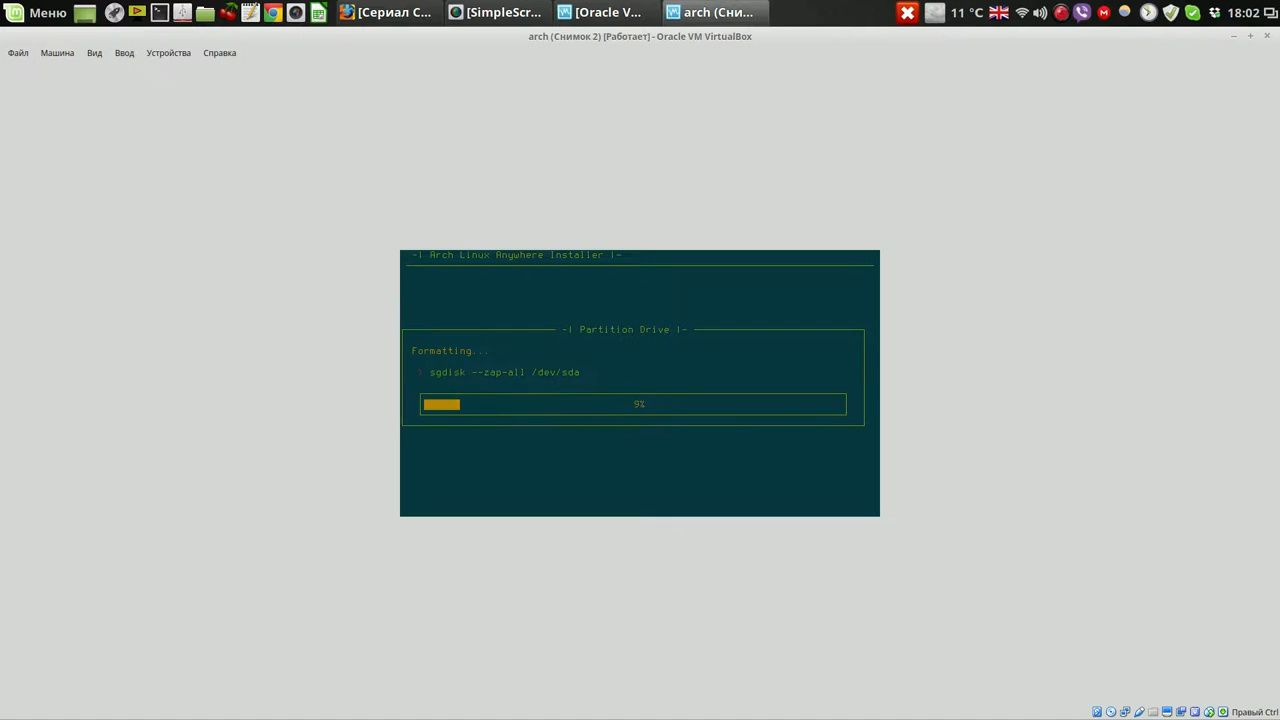 Меню
[Сериал С...
[SimpleScr...
[Oracle V...
arch (Сни...
11 °C
18:02
arch (Снимок 2) [Работает] - Oracle VM VirtualBox
Файл Машина Вид Ввод Устройства Справка
-| Arch Linux Anywhere Installer |-
-| Partition Drive |-
Formatting...
> sgdisk --zap-all /dev/sda
9%
Правый Ctrl